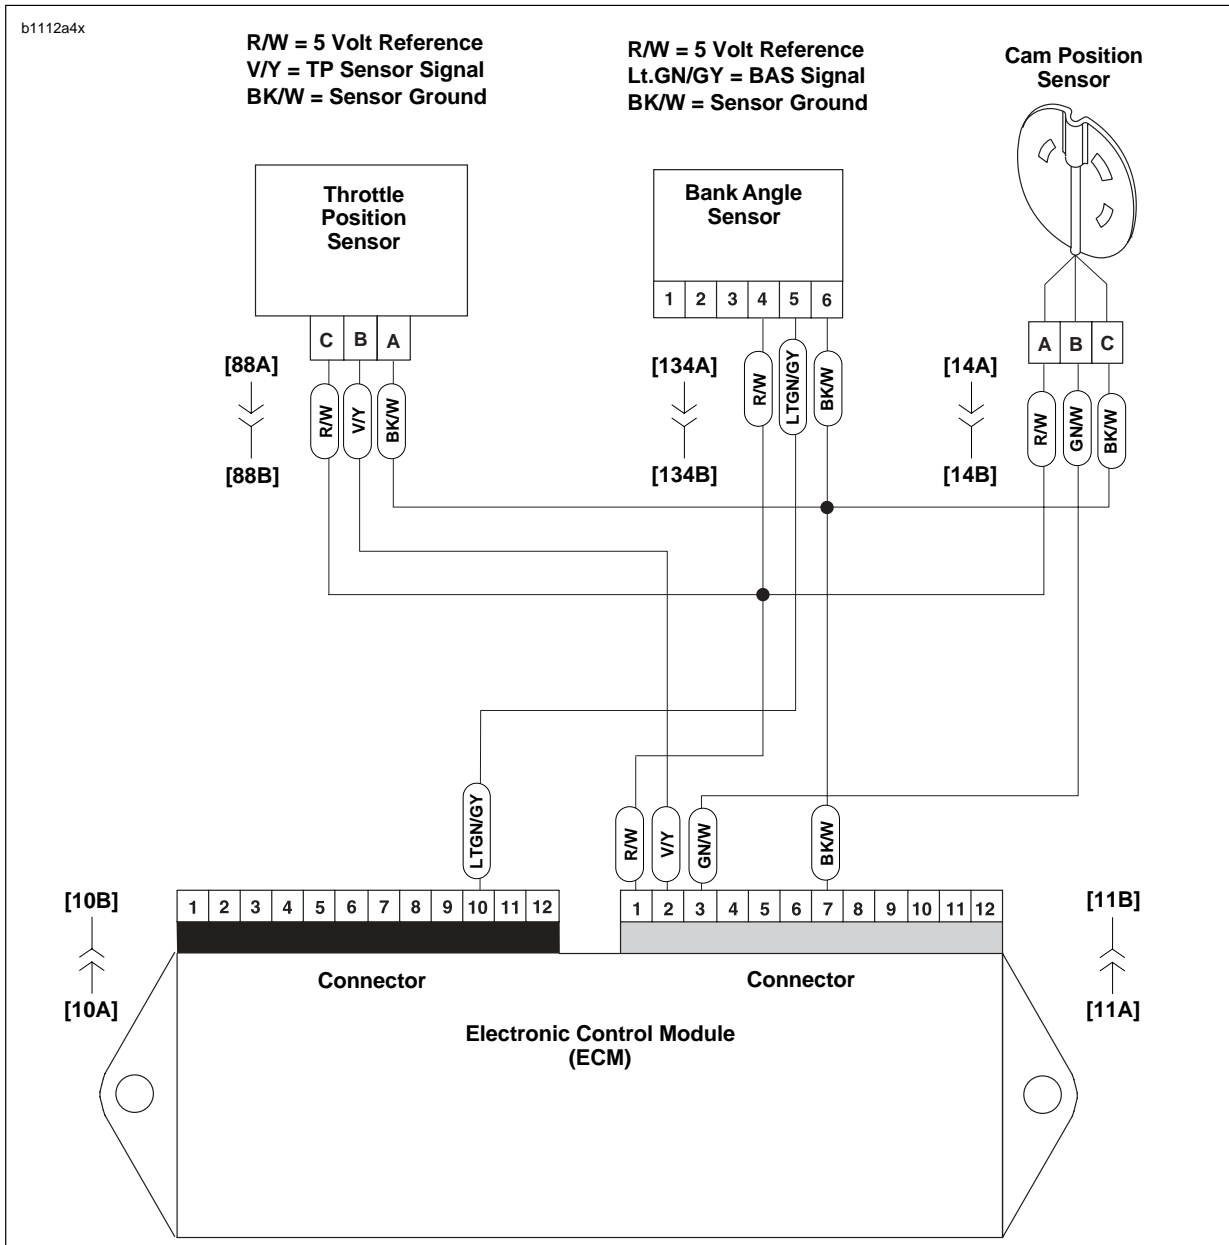 b1112a4x
R/W = 5 Volt Reference
V/Y = TP Sensor Signal
BK/W = Sensor Ground
R/W = 5 Volt Reference
Lt.GN/GY = BAS Signal
BK/W = Sensor Ground
Cam Position
Sensor
Throttle
Position
Sensor
C B A
Bank Angle
Sensor
1 2 3 4 5 6
A B C
[88A]
[88B]
R/W V/Y BK/W
[134A]
[134B]
R/W LTGN/GY BK/W
[14A]
[14B]
R/W GN/W BK/W
LTGN/GY
R/W V/Y GN/W BK/W
[10B]
[10A]
1 2 3 4 5 6 7 8 9 10 11 12
1 2 3 4 5 6 7 8 9 10 11 12
[11B]
[11A]
Connector
Connector
Electronic Control Module
(ECM)